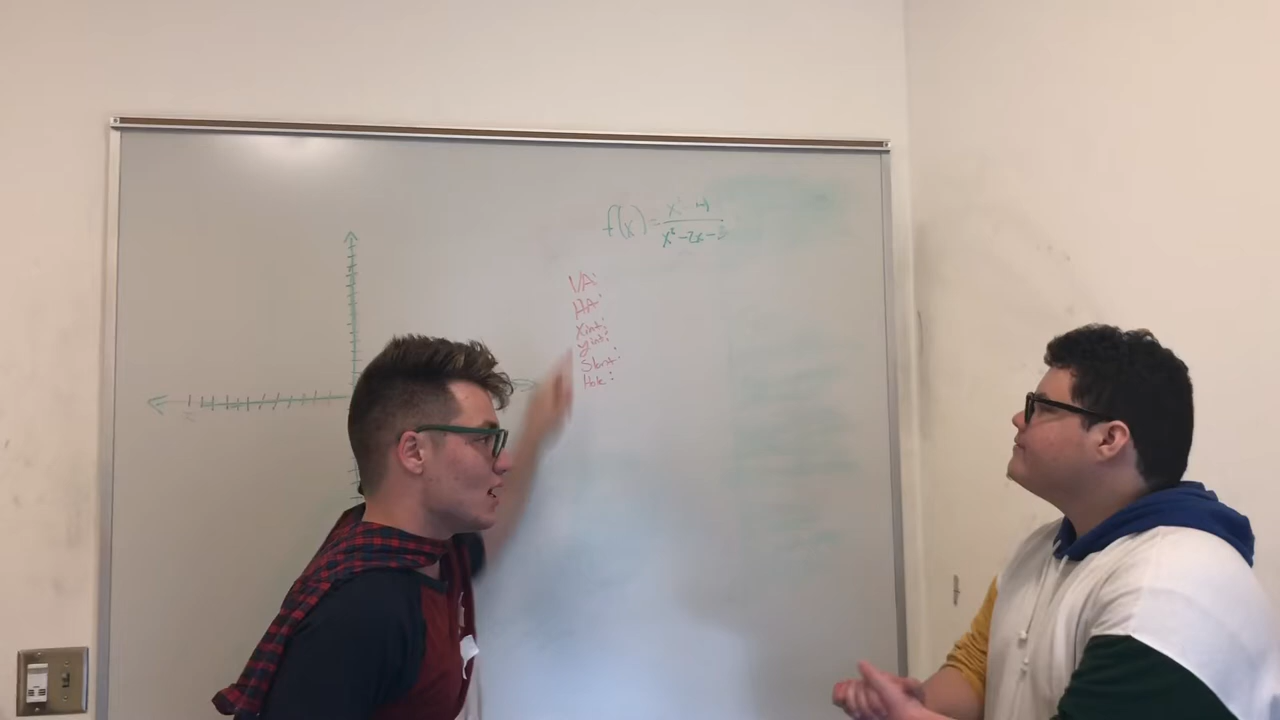 f(x) = x² - 4
x² - 2x - 3
VA:
HA:
Xint:
yint:
Slant:
Hole: